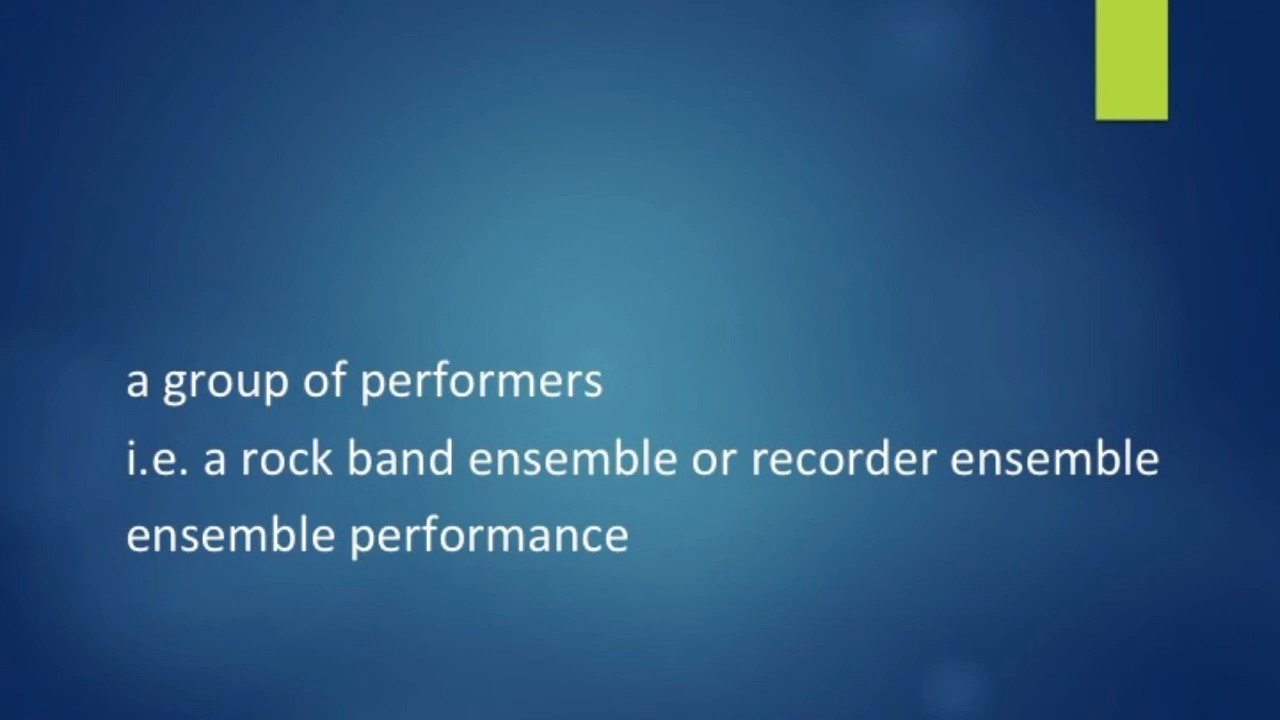 a group of performers
i.e. a rock band ensemble or recorder ensemble
ensemble performance